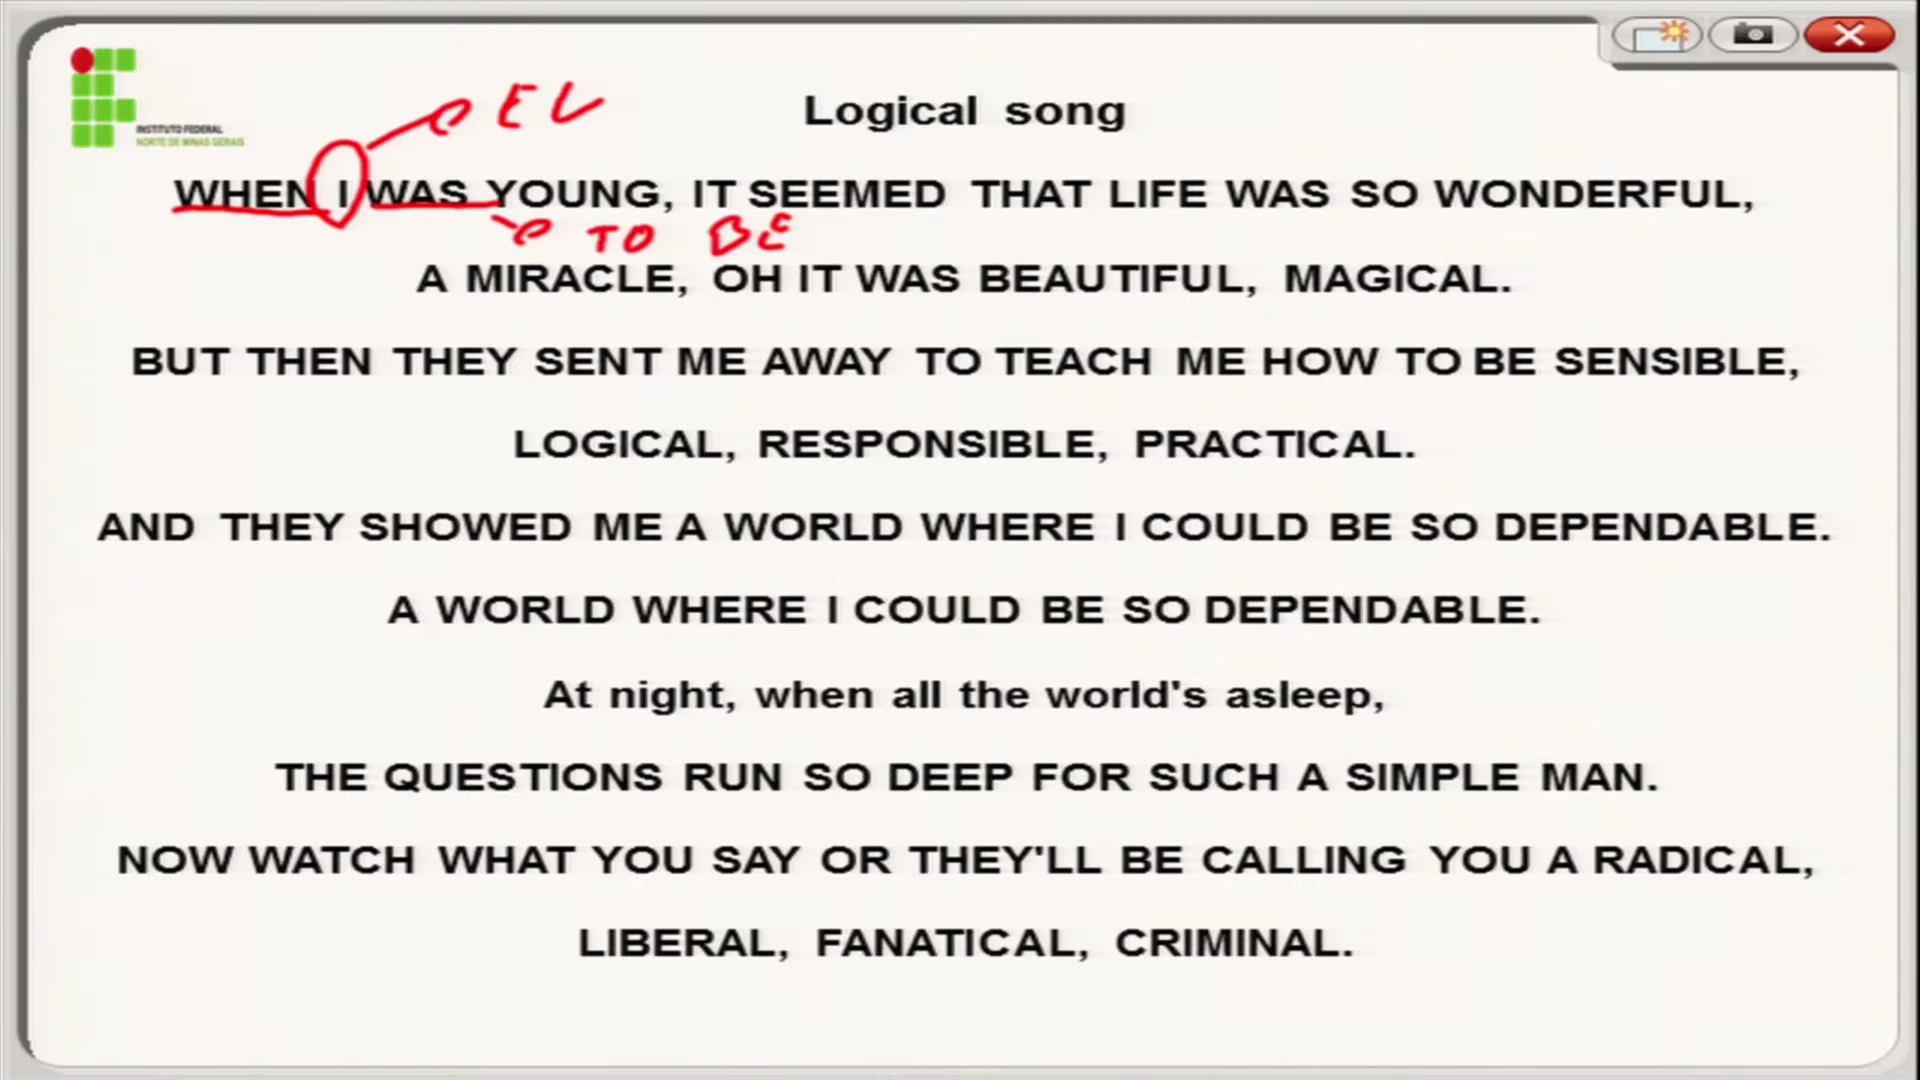 INSTITUTO FEDERAL
NORTE DE MINAS GERAIS
EU
Logical song
WHEN I WAS YOUNG, IT SEEMED THAT LIFE WAS SO WONDERFUL,
TO BE
A MIRACLE, OH IT WAS BEAUTIFUL, MAGICAL.
BUT THEN THEY SENT ME AWAY TO TEACH ME HOW TO BE SENSIBLE,
LOGICAL, RESPONSIBLE, PRACTICAL.
AND THEY SHOWED ME A WORLD WHERE I COULD BE SO DEPENDABLE.
A WORLD WHERE I COULD BE SO DEPENDABLE.
At night, when all the world's asleep,
THE QUESTIONS RUN SO DEEP FOR SUCH A SIMPLE MAN.
NOW WATCH WHAT YOU SAY OR THEY'LL BE CALLING YOU A RADICAL,
LIBERAL, FANATICAL, CRIMINAL.